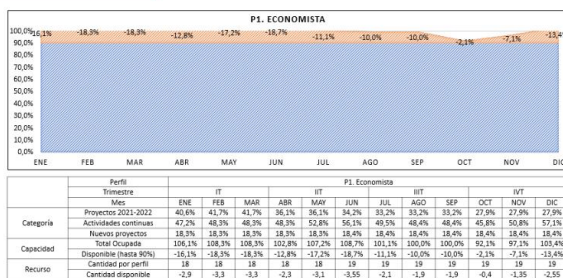 P1. ECONOMISTA
100,0%
90,0%
80,0%
70,0%
60,0%
50,0%
40,0%
30,0%
20,0%
10,0%
0,0%
-16,1% -18,3% -18,3% -12,8% -17,2% -18,7% -11,1% -10,0% -10,0% -2,1% -7,1% -13,4%
ENE FEB MAR ABR MAY JUN JUL AGO SEP OCT NOV DIC
Perfil P1. Economista
Trimestre IT IIT IIIT IVT
Mes ENE FEB MAR ABR MAY JUN JUL AGO SEP OCT NOV DIC
Categoría
Proyectos 2021-2022 40,6% 41,7% 41,7% 36,1% 36,1% 34,2% 33,2% 33,2% 33,2% 27,9% 27,9% 27,9%
Actividades continuas 47,2% 48,3% 48,3% 48,3% 52,8% 56,1% 49,5% 48,4% 48,4% 45,8% 50,8% 57,1%
Nuevos proyectos 18,3% 18,3% 18,3% 18,3% 18,3% 18,4% 18,4% 18,4% 18,4% 18,4% 18,4% 18,4%
Capacidad
Total Ocupada 106,1% 108,3% 108,3% 102,8% 107,2% 108,7% 101,1% 100,0% 100,0% 92,1% 97,1% 103,4%
Disponible (hasta 90%) -16,1% -18,3% -18,3% -12,8% -17,2% -18,7% -11,1% -10,0% -10,0% -2,1% -7,1% -13,4%
Recurso
Cantidad por perfil 18 18 18 18 18 19 19 19 19 19 19 19
Cantidad disponible -2,9 -3,3 -3,3 -2,3 -3,1 -3,55 -2,1 -1,9 -1,9 -0,4 -1,35 -2,55